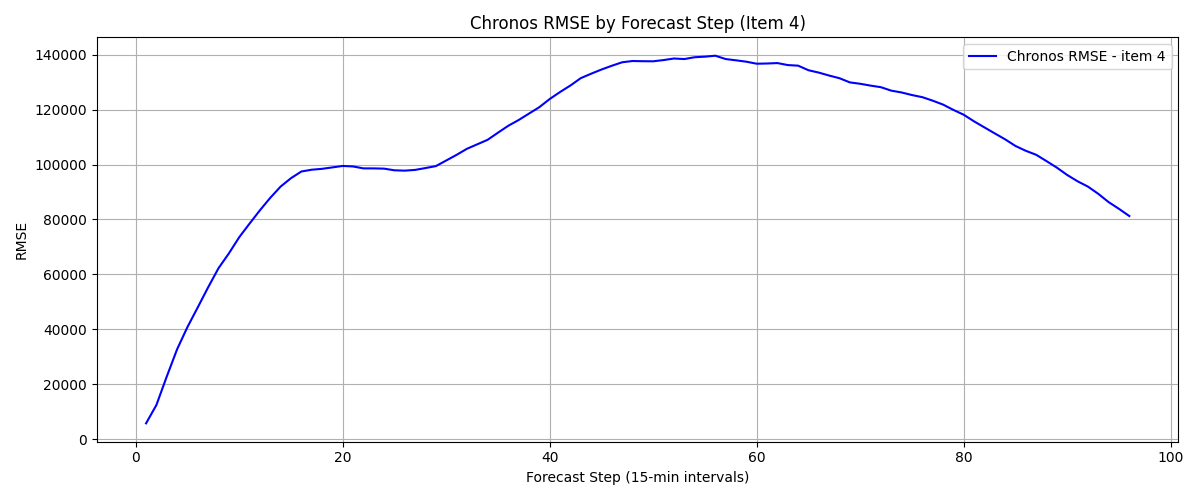 Chronos RMSE by Forecast Step (Item 4)
Chronos RMSE - item 4
RMSE
140000
120000
100000
80000
60000
40000
20000
0
0 20 40 60 80 100
Forecast Step (15-min intervals)